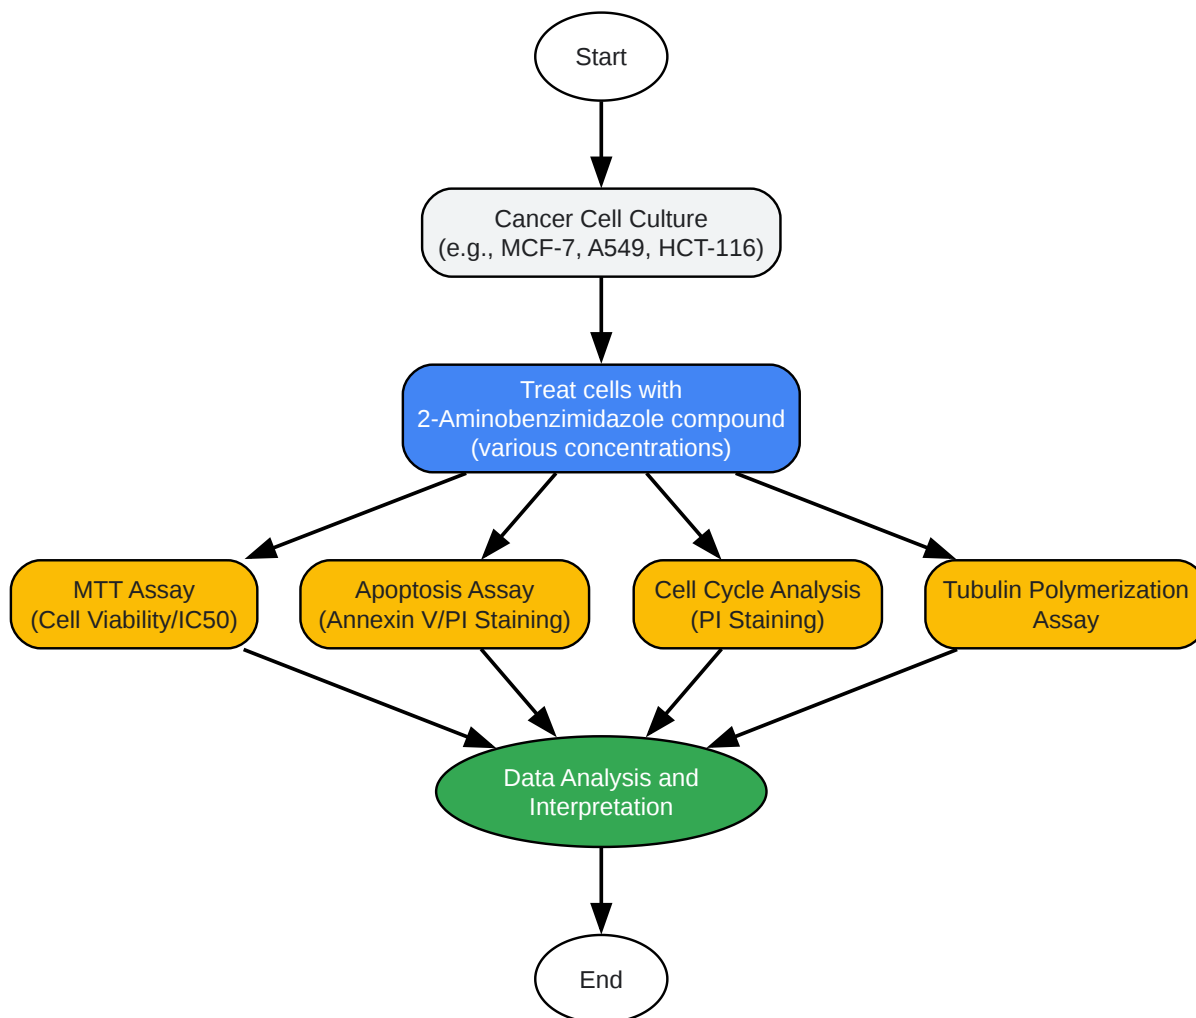 Start
Cancer Cell Culture
(e.g., MCF-7, A549, HCT-116)
Treat cells with
2-Aminobenzimidazole compound
(various concentrations)
MTT Assay
(Cell Viability/IC50)
Apoptosis Assay
(Annexin V/PI Staining)
Cell Cycle Analysis
(PI Staining)
Tubulin Polymerization
Assay
Data Analysis and
Interpretation
End